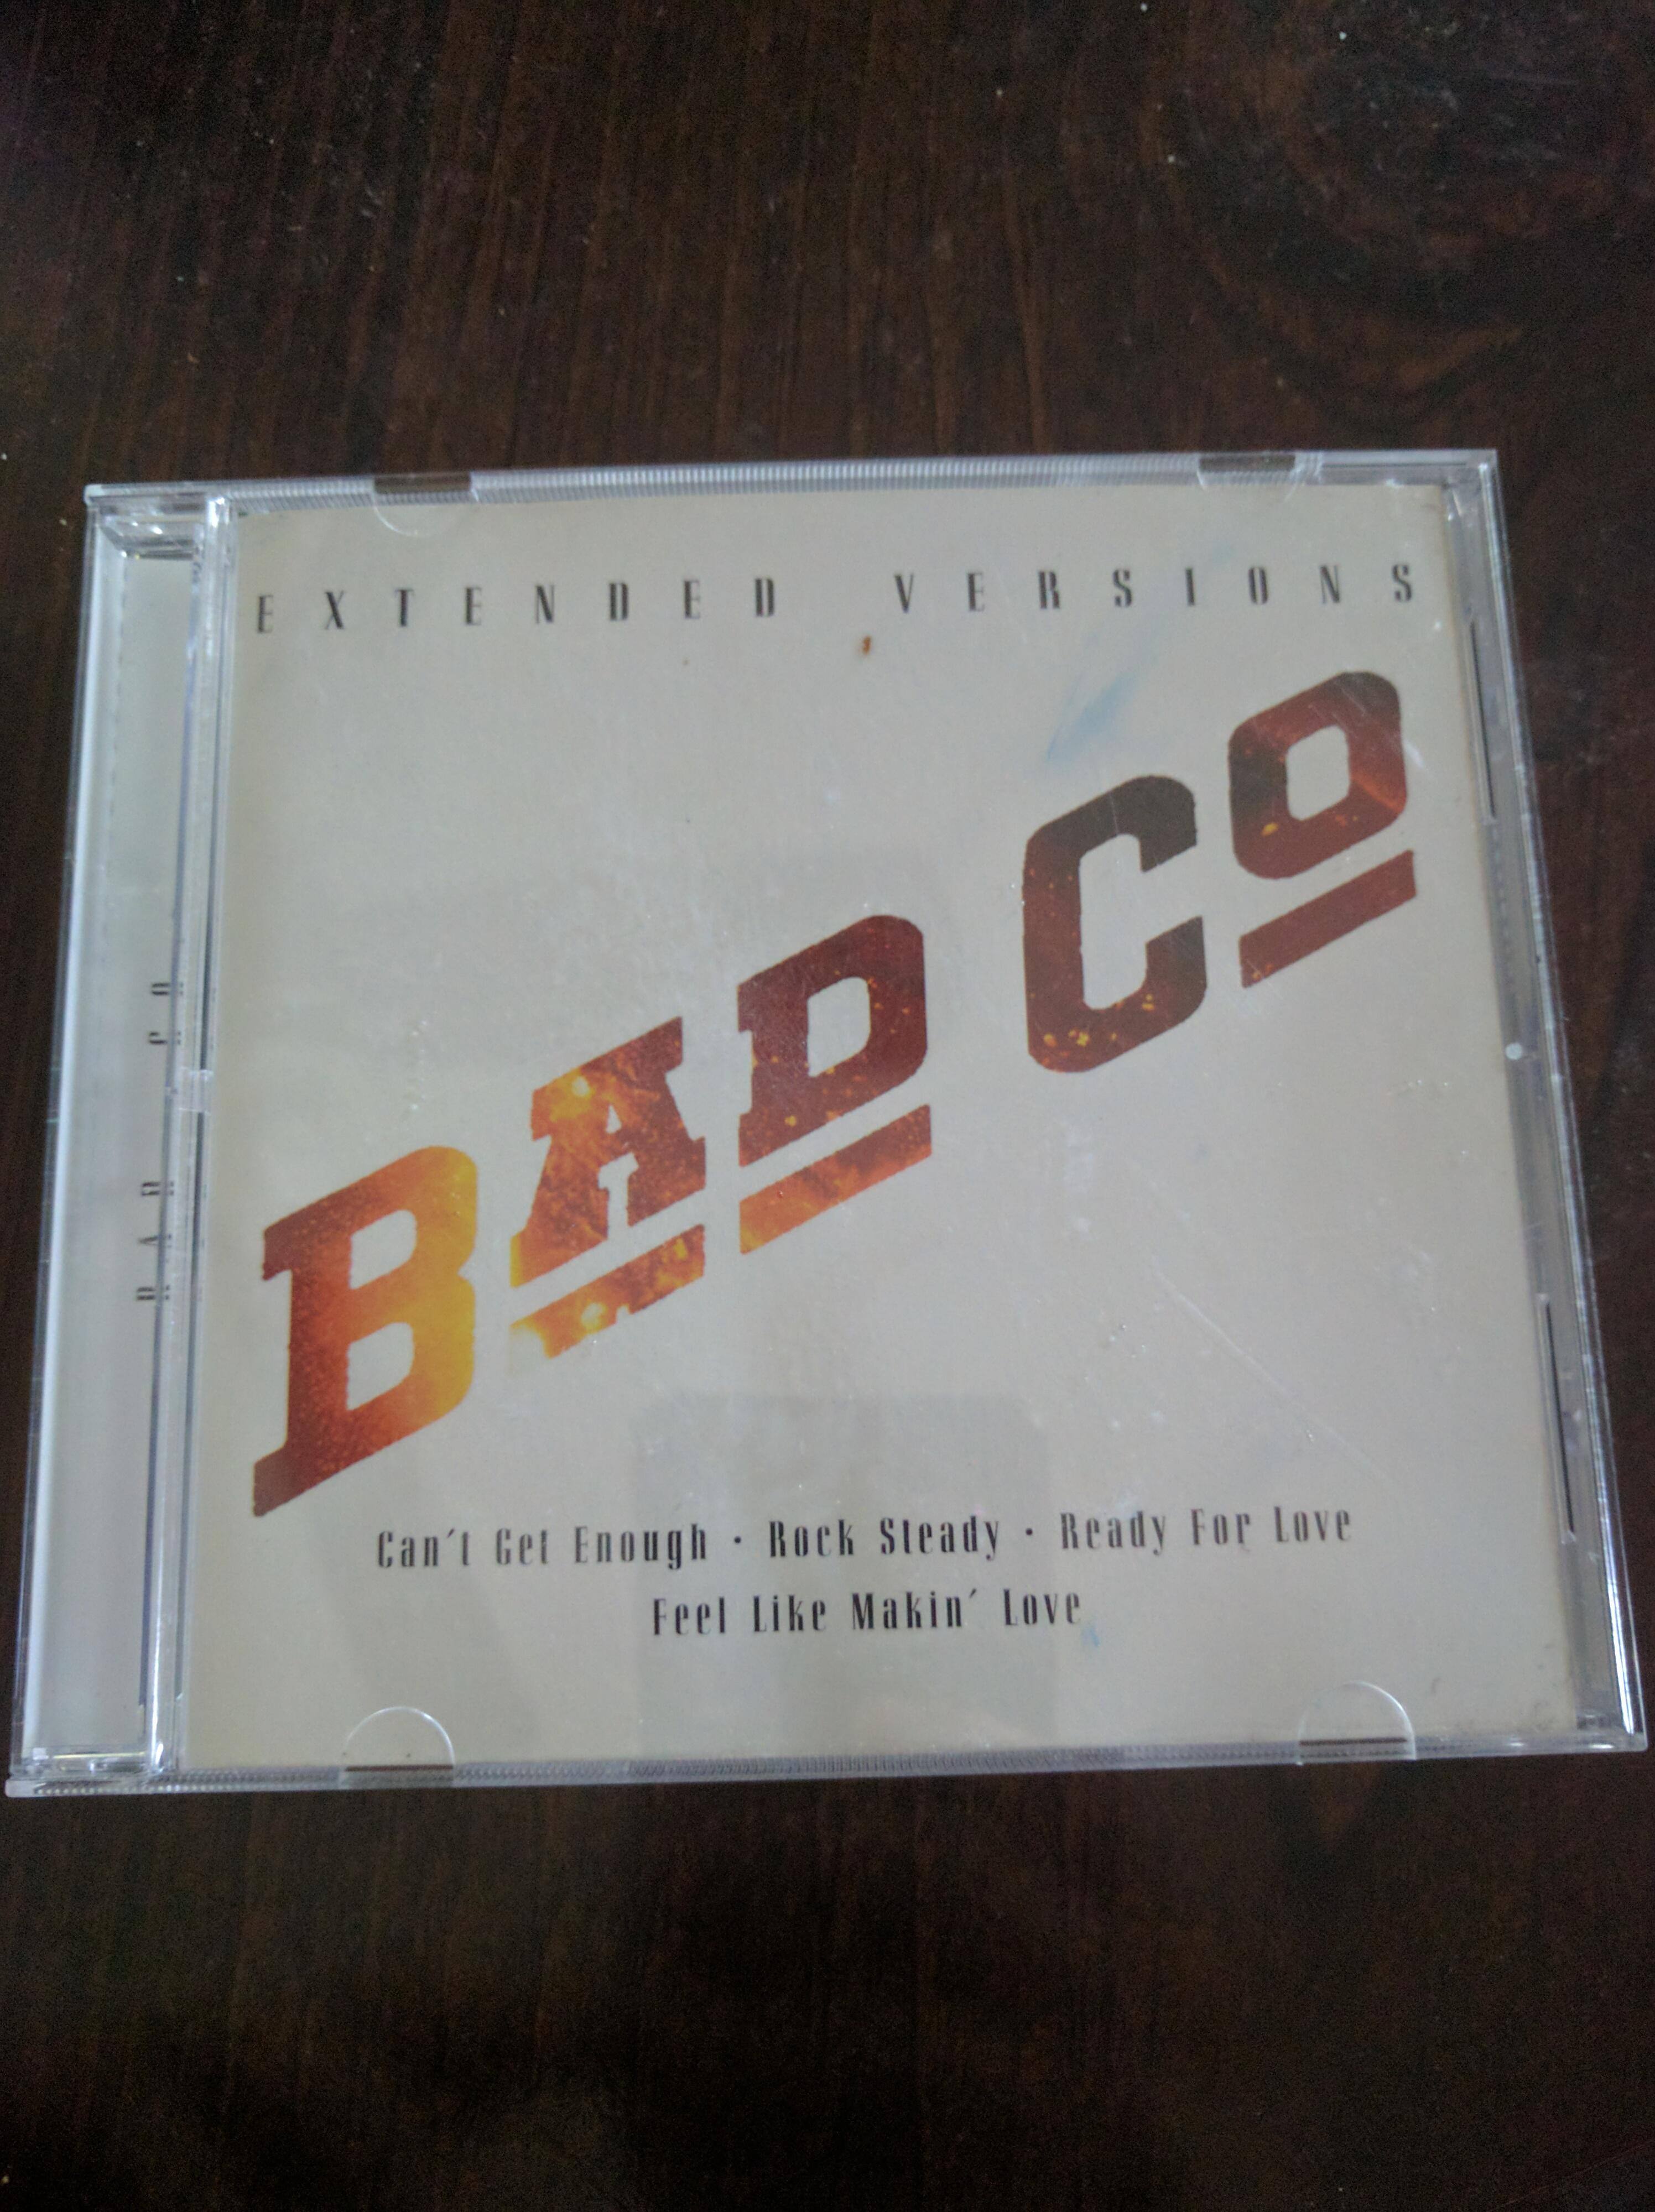 EXTENDED VERSIONS
BAD Co
Can't Get Enough · Rock Steady · Ready For Love
Feel Like Makin' Love
BAD CO